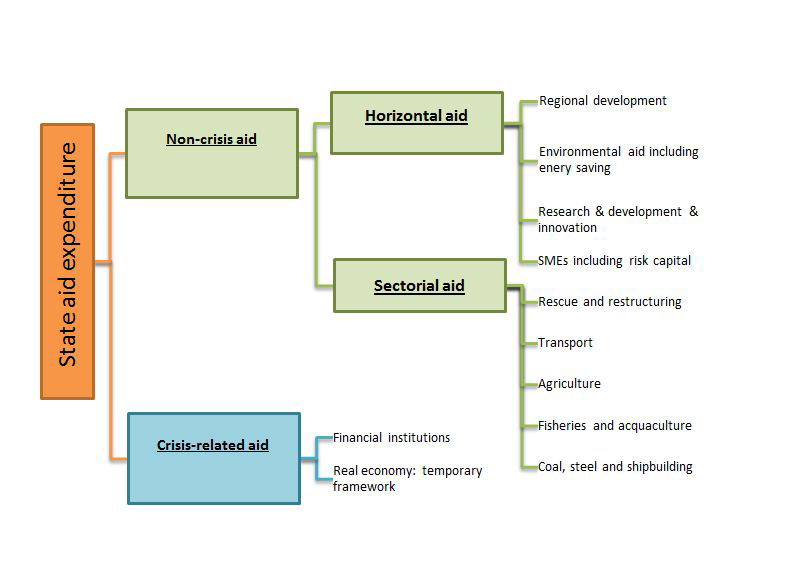 State aid expenditure
Non-crisis aid
Horizontal aid
Regional development
Environmental aid including
enery saving
Research & development &
innovation
SMEs including risk capital
Sectorial aid
Rescue and restructuring
Transport
Agriculture
Fisheries and acquaculture
Coal, steel and shipbuilding
Crisis-related aid
Financial institutions
Real economy: temporary
framework